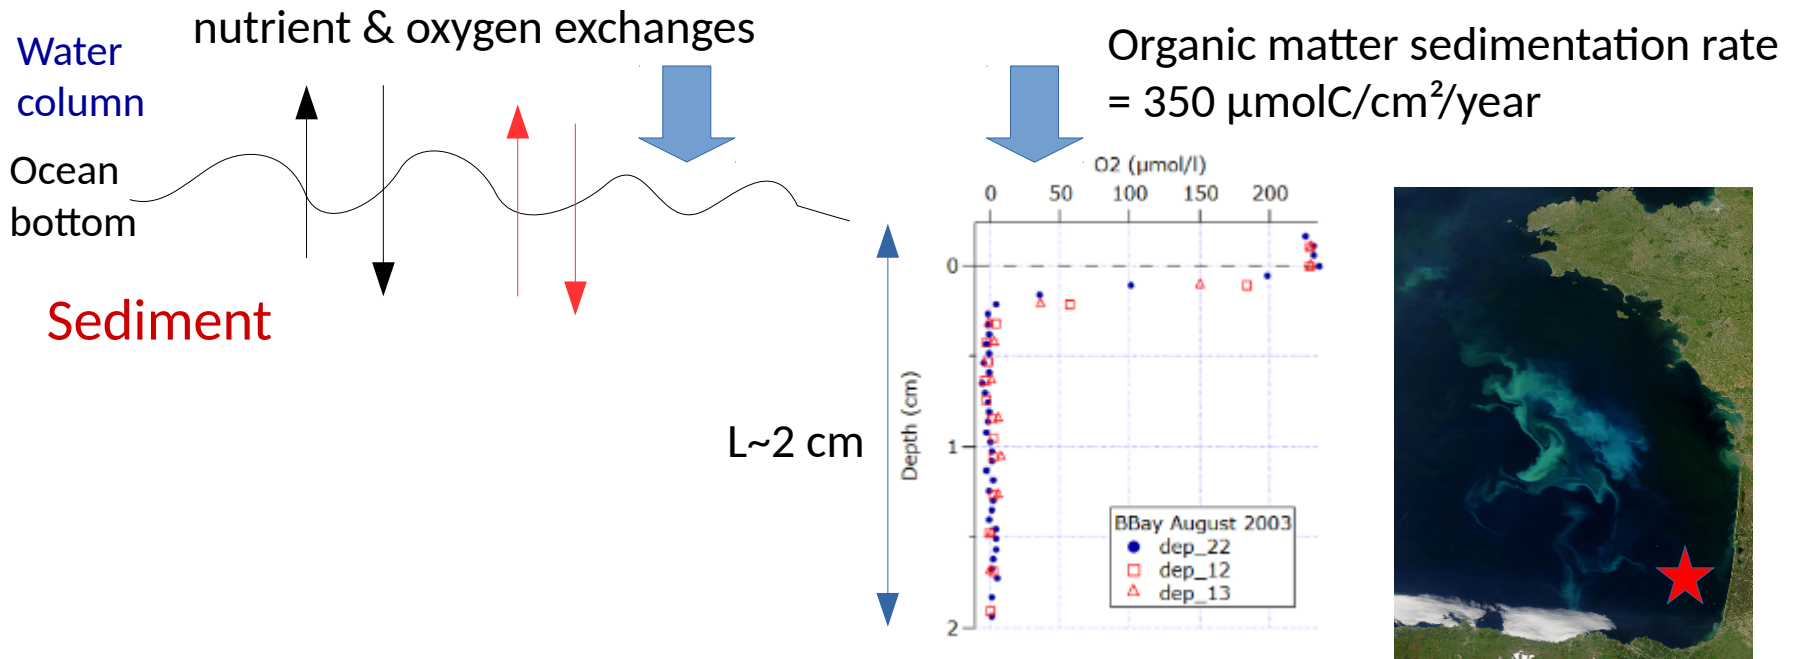 nutrient & oxygen exchanges
Water
column
Ocean
bottom
Sediment
Organic matter sedimentation rate
= 350 µmolC/cm²/year
O2 (µmol/l)
0 50 100 150 200
0
1
2
Depth (cm)
L~2 cm
BBay August 2003
dep_22
dep_12
dep_13